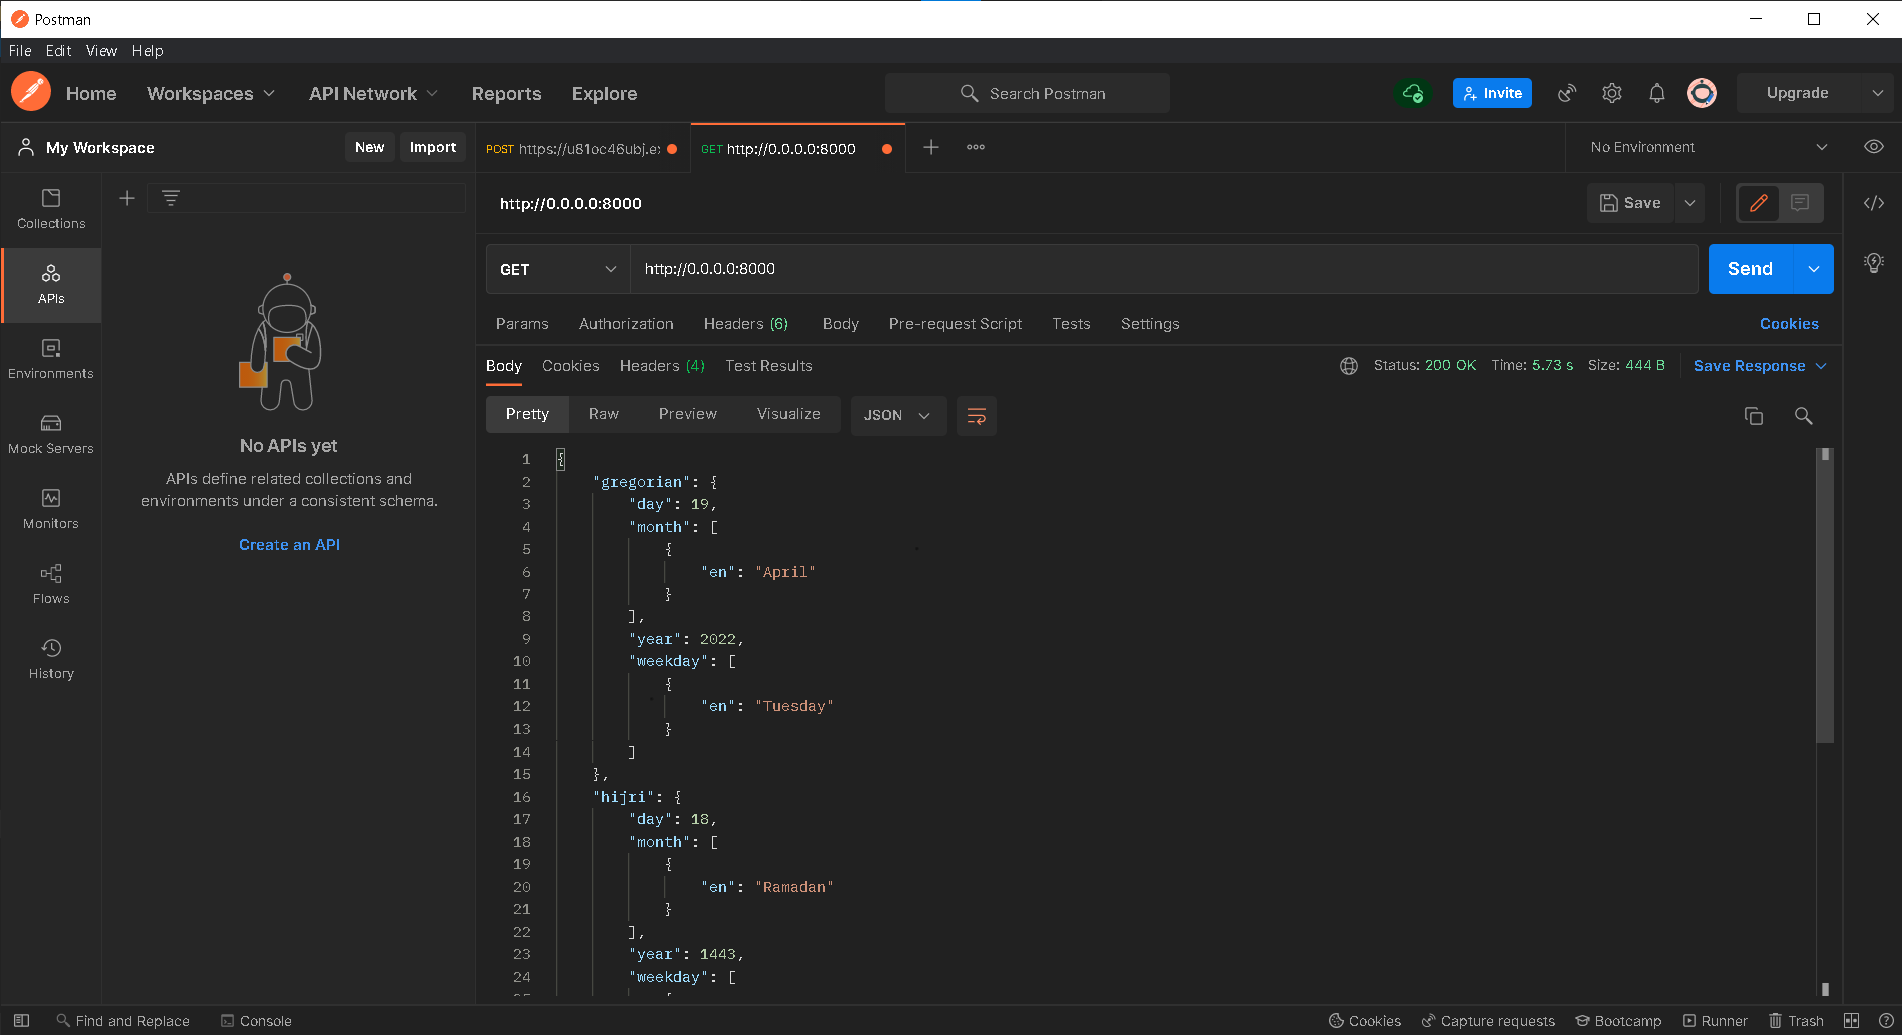 Postman
File Edit View Help
Home Workspaces API Network Reports Explore Search Postman Invite Upgrade
My Workspace New Import POST https://u81oc46ubj.ex GET http://0.0.0.0:8000 No Environment
http://0.0.0.0:8000 Save
GET http://0.0.0.0:8000 Send
Params Authorization Headers (6) Body Pre-request Script Tests Settings Cookies
Body Cookies Headers (4) Test Results Status: 200 OK Time: 5.73 s Size: 444 B Save Response
Pretty Raw Preview Visualize JSON
Collections
APIs
Environments
Mock Servers
Monitors
Flows
History
No APIs yet
APIs define related collections and
environments under a consistent schema.
Create an API
1 {
2 "gregorian": {
3 "day": 19,
4 "month": [
5 {
6 "en": "April"
7 }
8 ],
9 "year": 2022,
10 "weekday": [
11 {
12 "en": "Tuesday"
13 }
14 ]
15 },
16 "hijri": {
17 "day": 18,
18 "month": [
19 {
20 "en": "Ramadan"
21 }
22 ],
23 "year": 1443,
24 "weekday": [
Find and Replace Console Cookies Capture requests Bootcamp Runner Trash